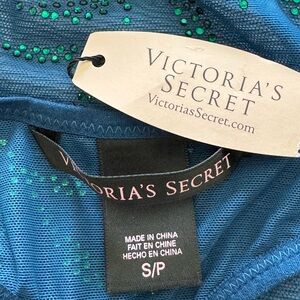 VICTORIA'S
SECRET
VictoriasSecret.com
VICTORIA'S SECRET
MADE IN CHINA
FAIT EN CHINE
HECHO EN CHINA
S/P